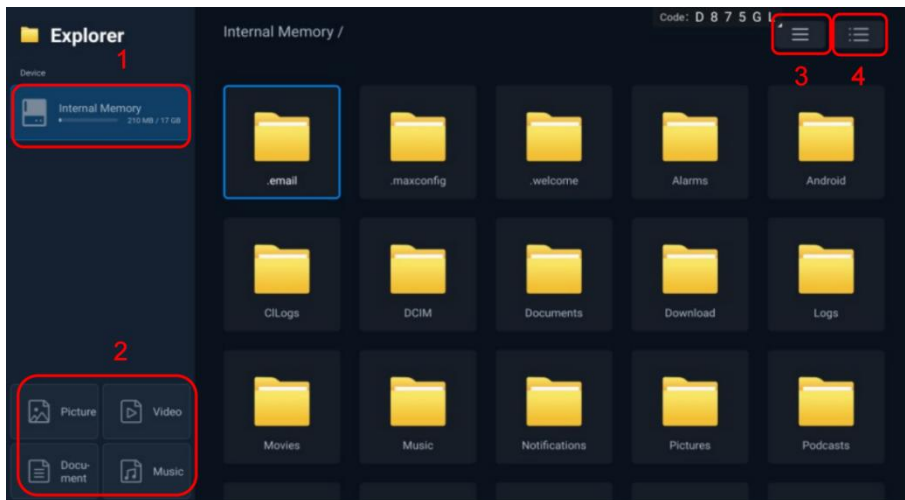 Explorer
1
Device
Internal Memory
210 MB / 17 GB
2
Picture
Video
Docu-
ment
Music
Internal Memory /
Code: D 8 7 5 G L
3
4
.email
.maxconfig
.welcome
Alarms
Android
CILogs
DCIM
Documents
Download
Logs
Movies
Music
Notifications
Pictures
Podcasts